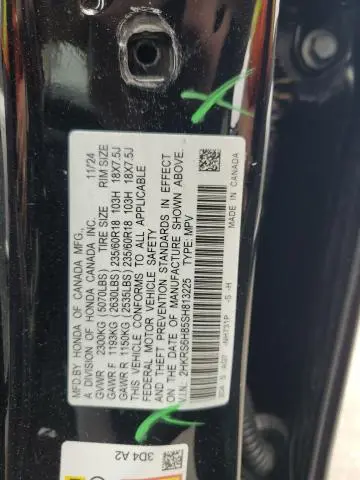 MFD.BY HONDA OF CANADA MFG.,
A DIVISION OF HONDA CANADA INC. 11/24
GVWR 2300KG (5070LBS) TIRE SIZE RIM SIZE
GAWR F 1193KG (2630LBS) 235/60R18 103H 18X7.5J
GAWR R 1150KG (2535LBS) 235/60R18 103H 18X7.5J
THIS VEHICLE CONFORMS TO ALL APPLICABLE
FEDERAL MOTOR VEHICLE SAFETY
AND THEFT PREVENTION STANDARDS IN EFFECT
ON THE DATE OF MANUFACTURE SHOWN ABOVE.
V.I.N.: 2HKRS6H85SH813225 TYPE: MPV
NH731P -S -H
MADE IN CANADA
3D4 A2